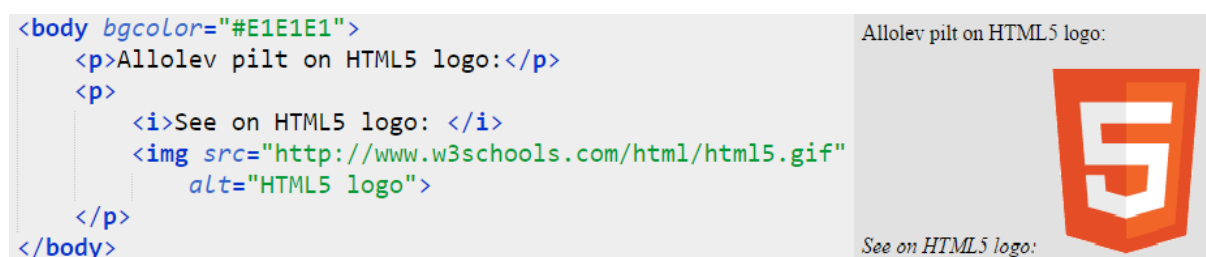 <body bgcolor="#E1E1E1">
<p>Allolev pilt on HTML5 logo:</p>
<p>
<i>See on HTML5 logo: </i>
<img src="http://www.w3schools.com/html/html5.gif"
alt="HTML5 logo">
</p>
</body>
Allolev pilt on HTML5 logo:
5
See on HTML5 logo: